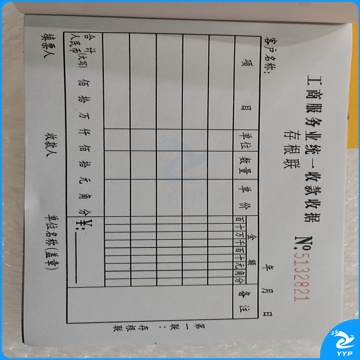 工商服务业统一收款收据
存根联
№5132821
客户名称:
年 月 日
项 目
单位
数量
单价
金额
百十万千百十元角分
备注
合计
人民币(大写)
佰 拾 万 仟 佰 拾 元 角 分
¥:
第一联:存根联
填票人
收款人
单位名称(盖章)
YYP